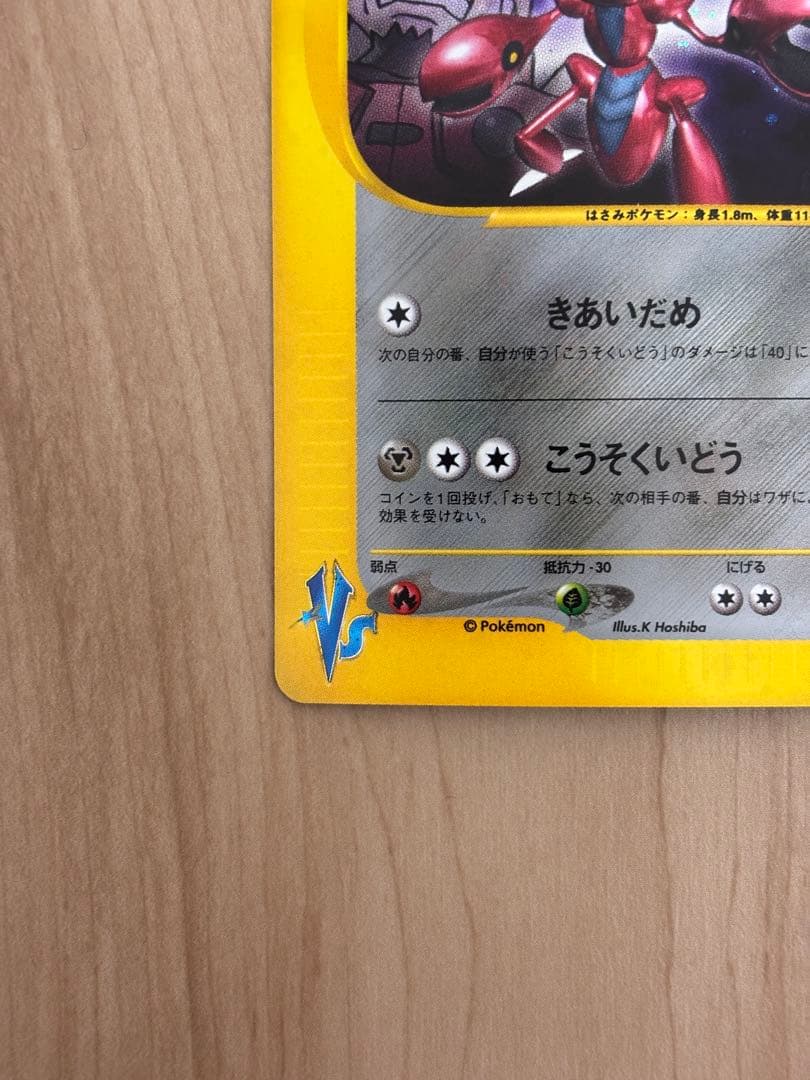 はさみポケモン：身長1.8m、体重11
きあいだめ
次の自分の番、自分が使う「こうそくいどう」のダメージは「40」に
こうそくいどう
コインを1回投げ、「おもて」なら、次の相手の番、自分はワザに
効果を受けない。
弱点 抵抗力-30 にげる
VS
© Pokémon Illus.K Hoshiba